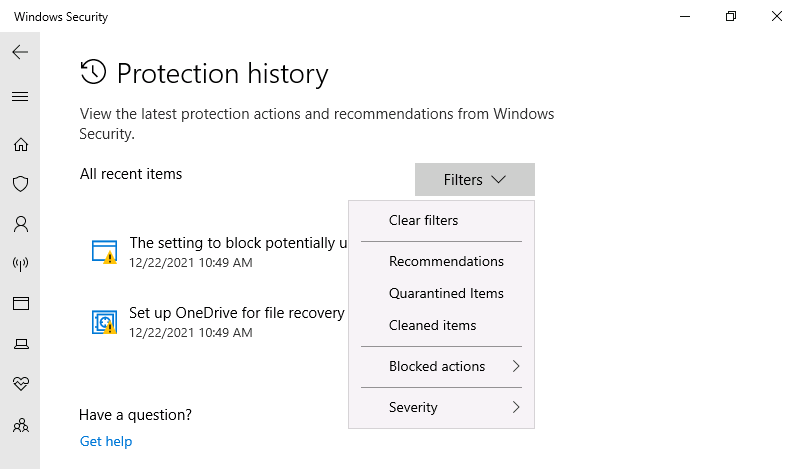 Windows Security
Protection history
View the latest protection actions and recommendations from Windows
Security.
All recent items
Filters
Clear filters
The setting to block potentially u
12/22/2021 10:49 AM
Recommendations
Quarantined Items
Set up OneDrive for file recovery
12/22/2021 10:49 AM
Cleaned items
Blocked actions
Severity
Have a question?
Get help